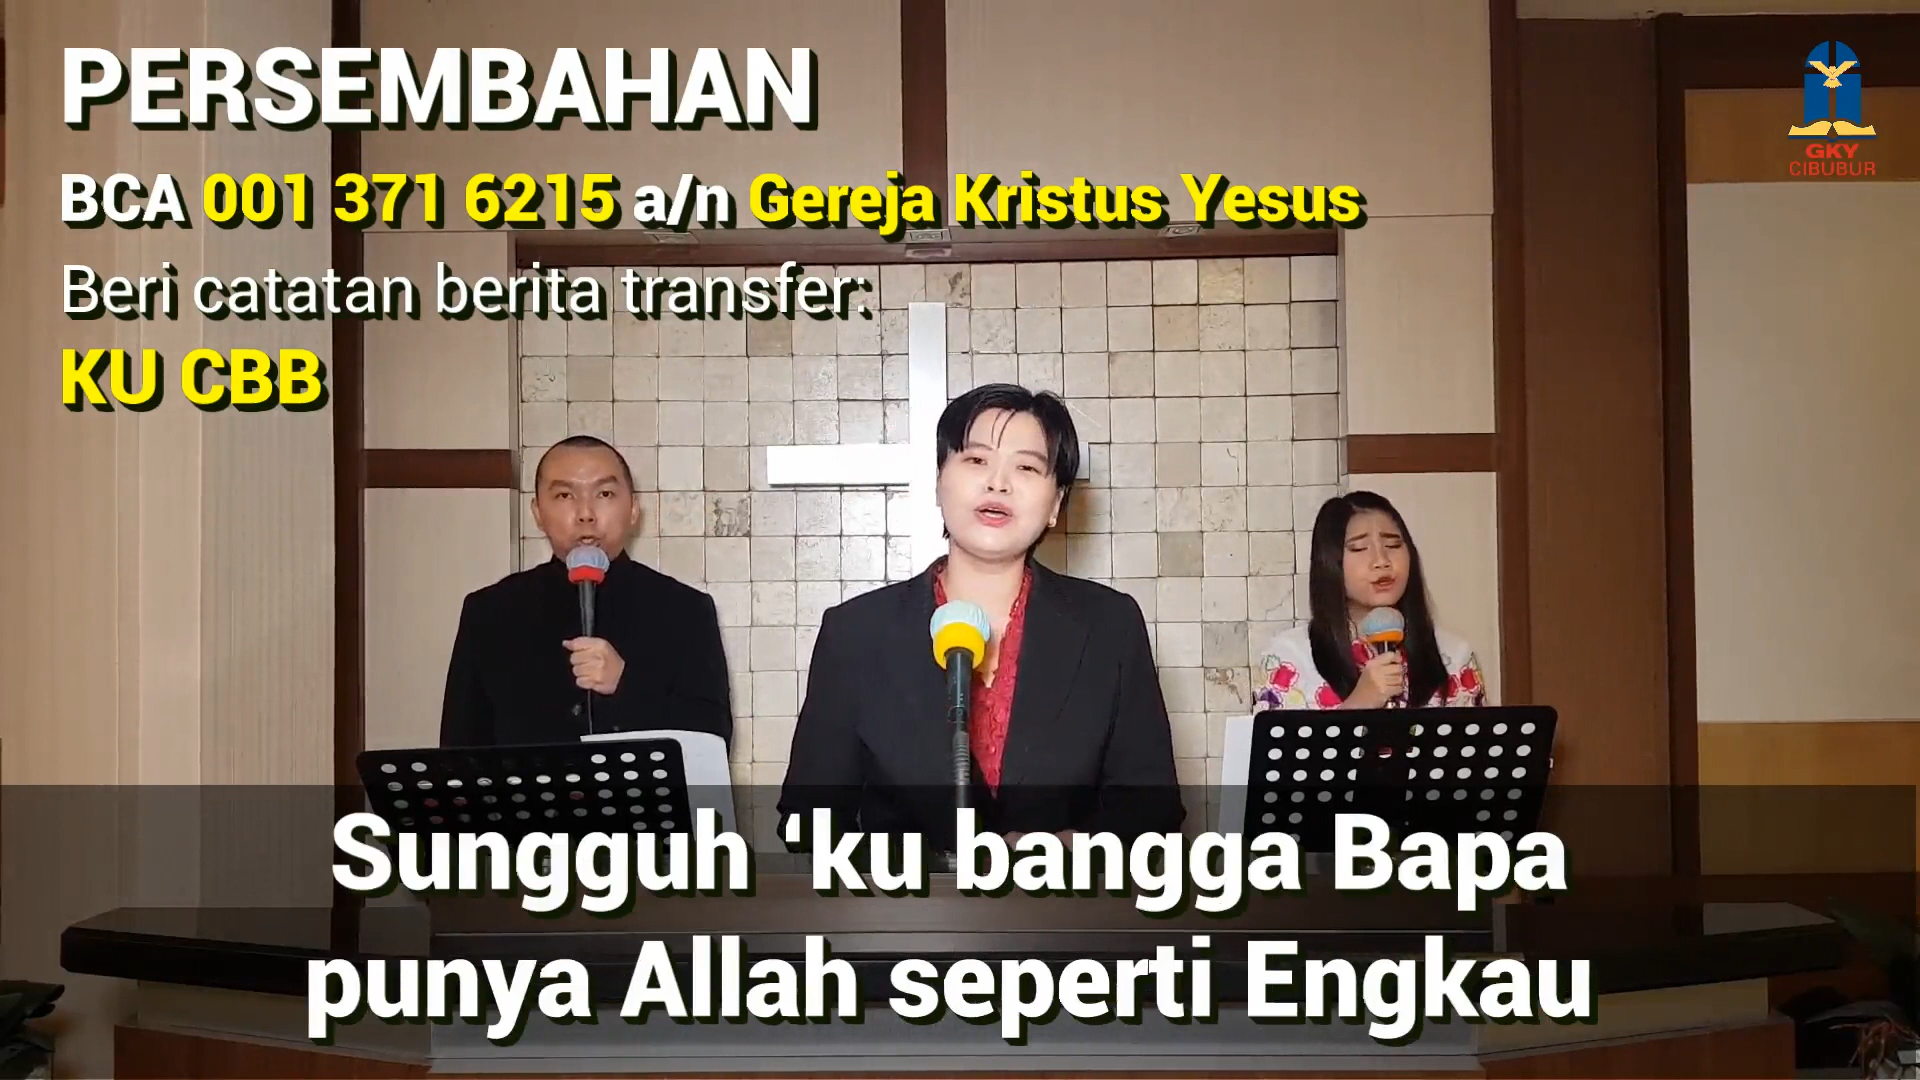 PERSEMBAHAN
BCA 001 371 6215 a/n Gereja Kristus Yesus
Beri catatan berita transfer:
KU CBB
GKY
CIBUBUR
Sungguh ‘ku bangga Bapa
punya Allah seperti Engkau